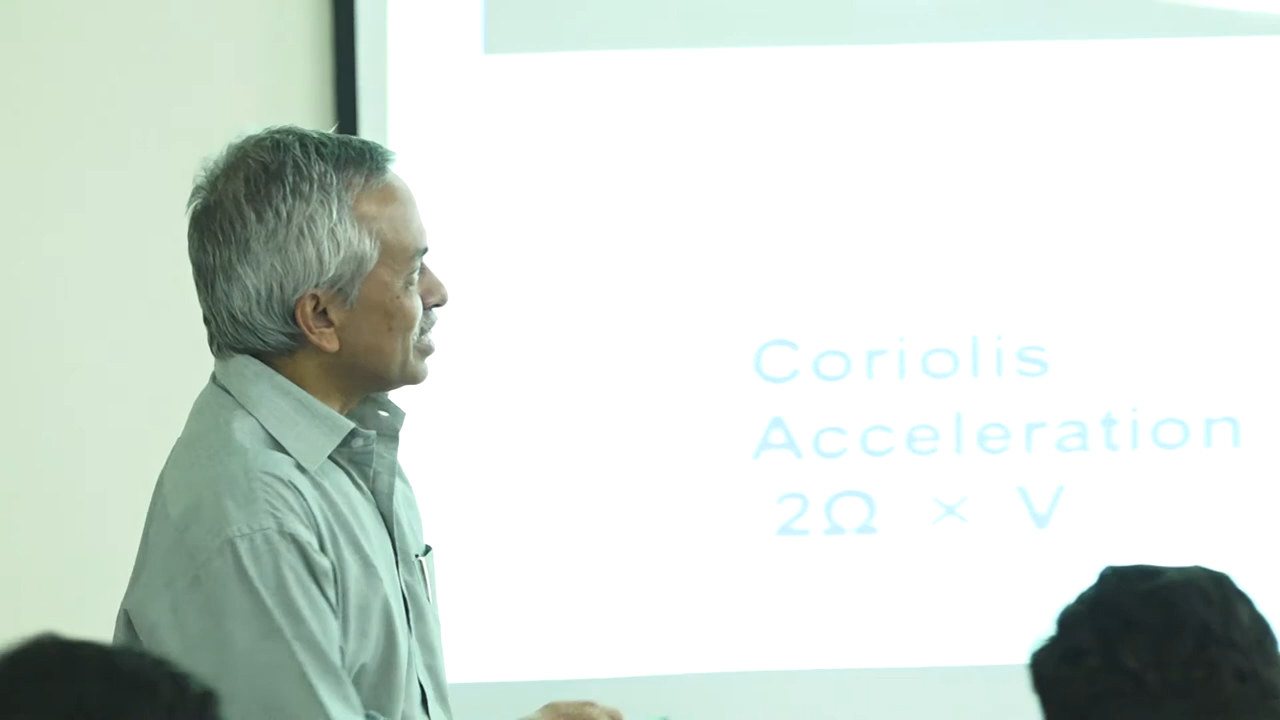 Coriolis
Acceleration
2Ω × V